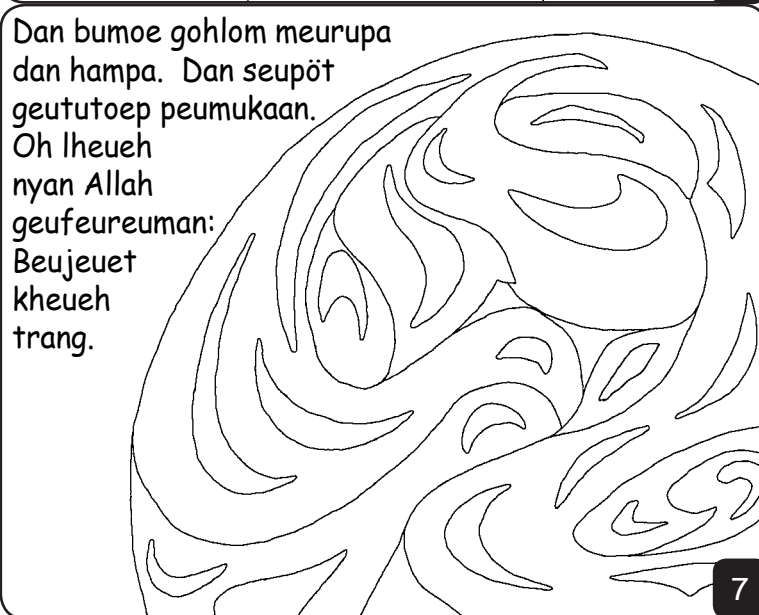 Dan bumoe gohlom meurupa
dan hampa. Dan seupöt
geututoep peumukaan.
Oh lheueh
nyan Allah
geufeureuman:
Beujeuet
kheueh
trang.
7